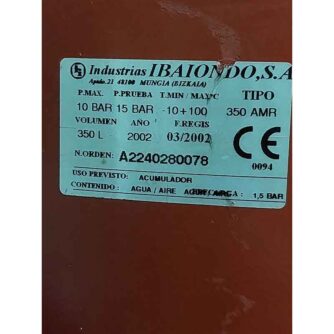 Industrias IBAIONDO, S.A
Apdo. 21 48100 MUNGIA (BIZKAIA)
P.MAX. P.PRUEBA T.MIN / MAXºC TIPO
10 BAR 15 BAR -10+100 350 AMR
VOLUMEN AÑO F.REGIS
350 L 2002 03/2002
N.ORDEN: A2240280078
CE
0094
USO PREVISTO: ACUMULADOR
CONTENIDO: AGUA / AIRE 1,5 BAR